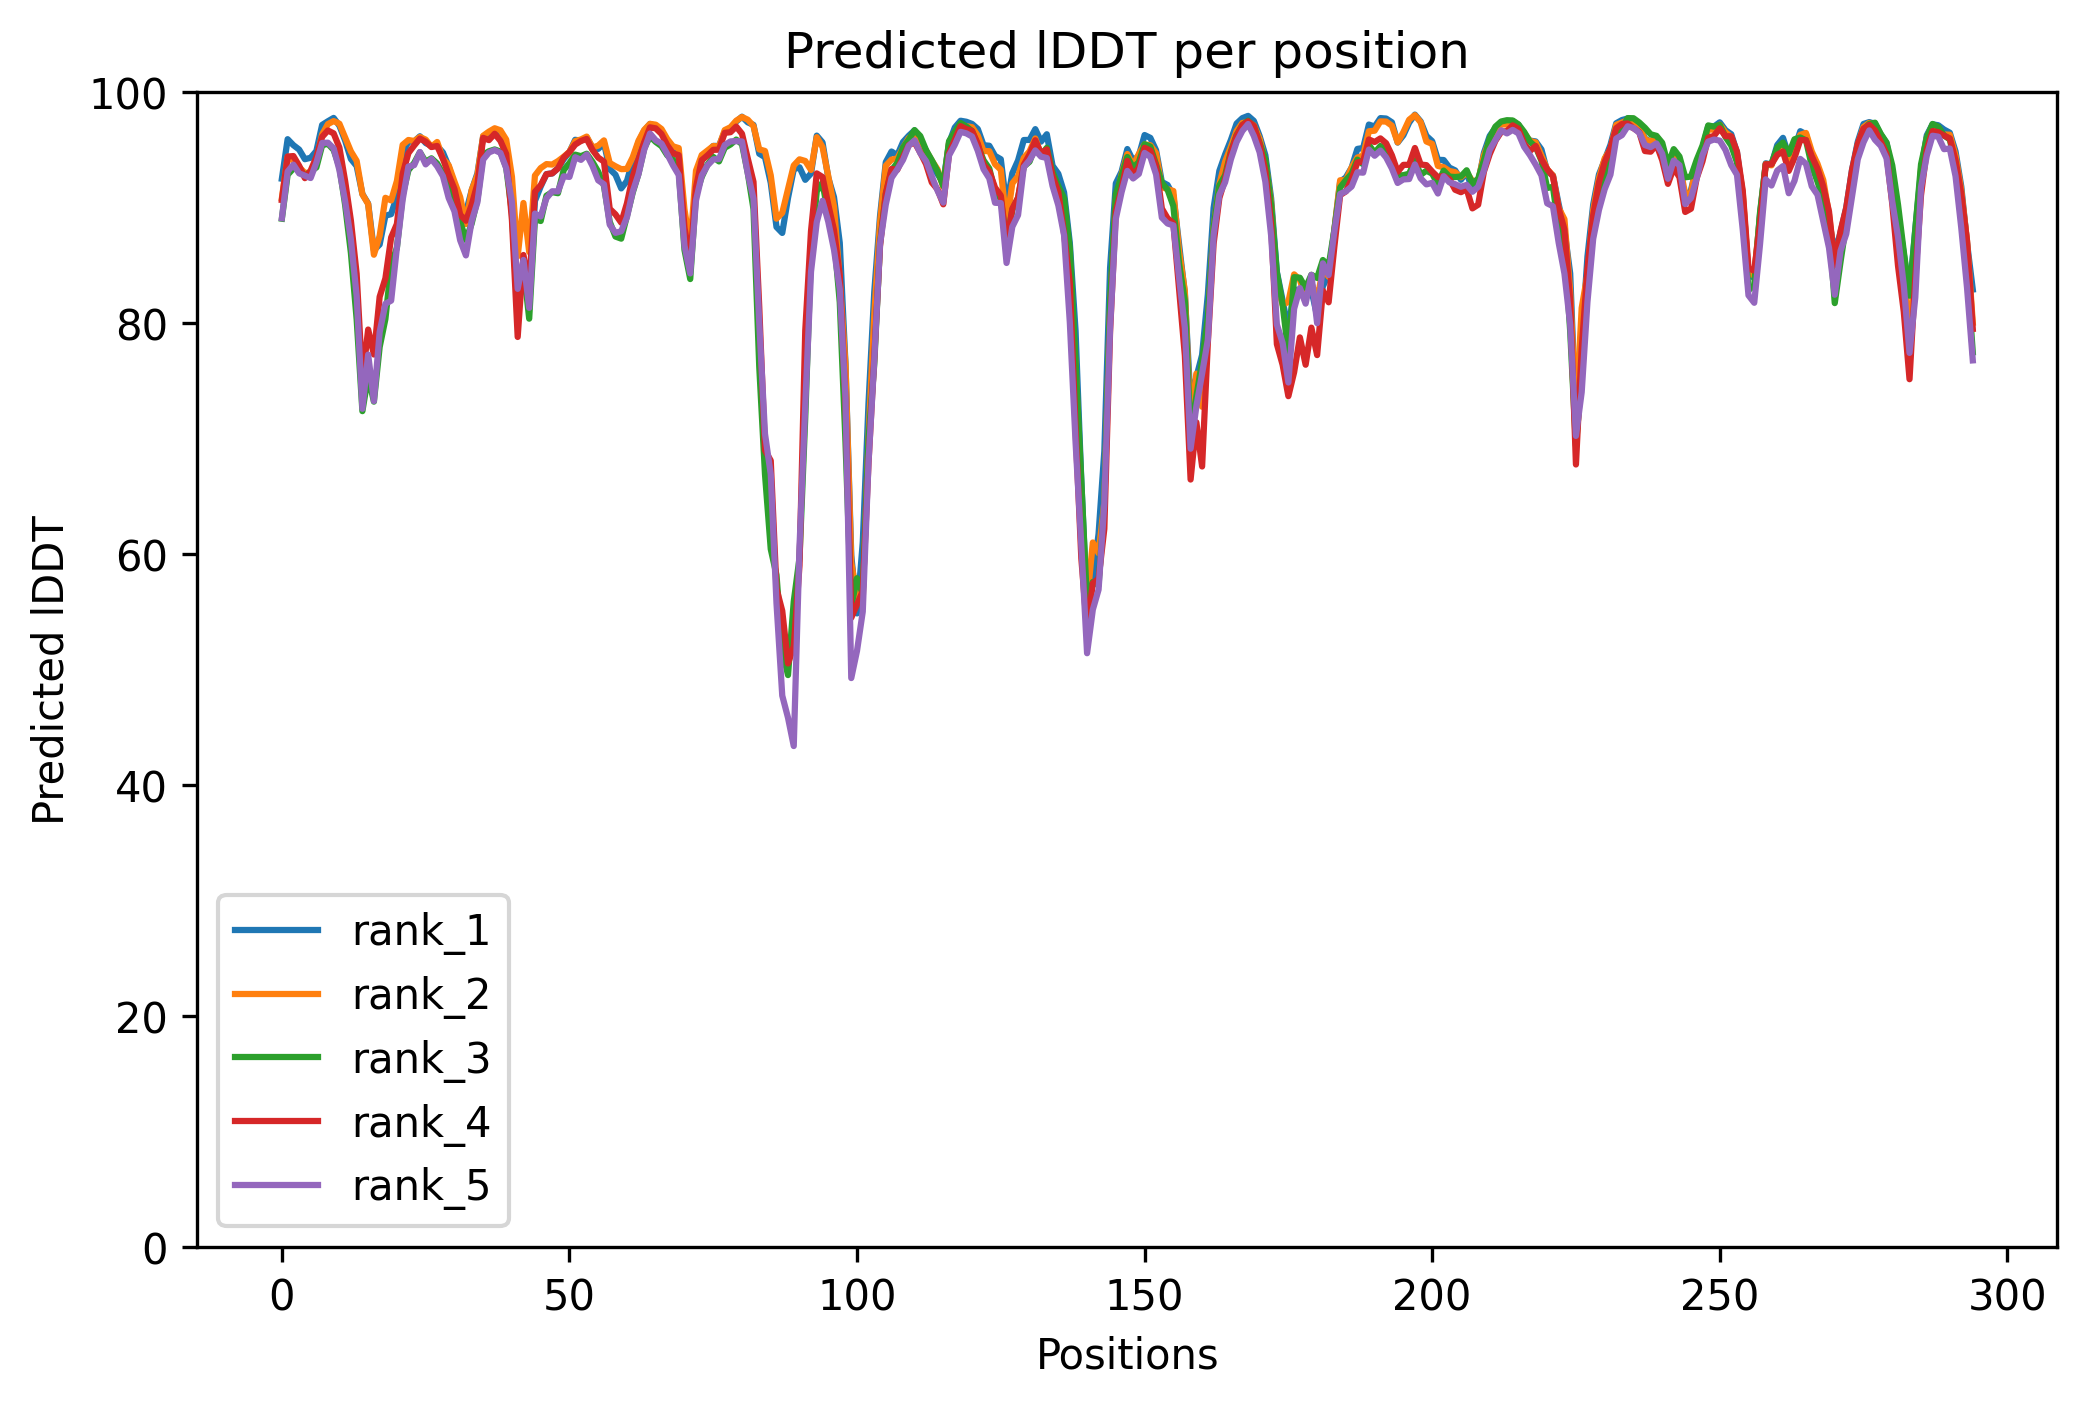 Predicted lDDT per position
100
80
60
40
20
0
Predicted lDDT
rank_1
rank_2
rank_3
rank_4
rank_5
0 50 100 150 200 250 300
Positions